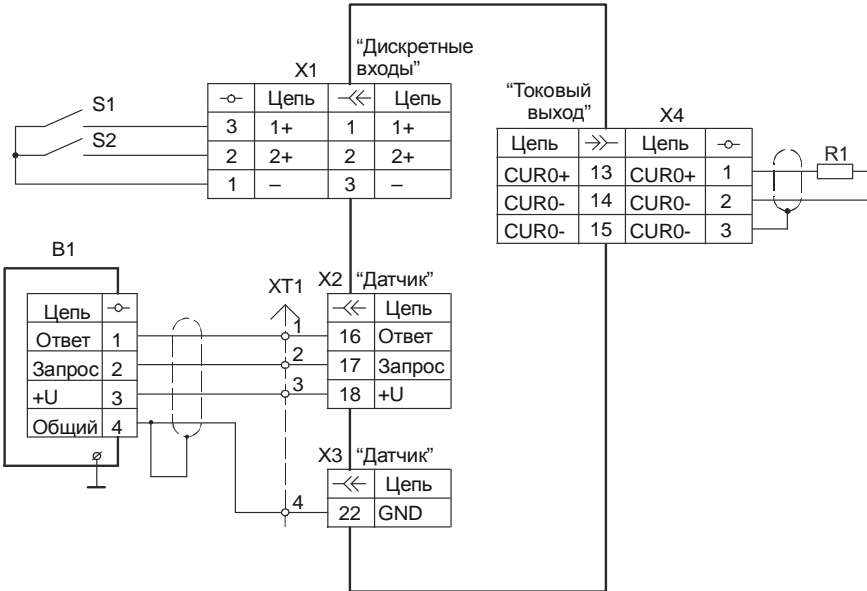 "Дискретные
входы"
X1
Цепь Цепь
3 1+ 1 1+
2 2+ 2 2+
1 – 3 –
S1
S2
"Токовый
выход"
X4
Цепь Цепь
CUR0+ 13 CUR0+ 1
CUR0- 14 CUR0- 2
CUR0- 15 CUR0- 3
R1
B1
Цепь
Ответ 1
Запрос 2
+U 3
Общий 4
XT1
1
2
3
4
X2 "Датчик"
Цепь
16 Ответ
17 Запрос
18 +U
X3 "Датчик"
Цепь
22 GND